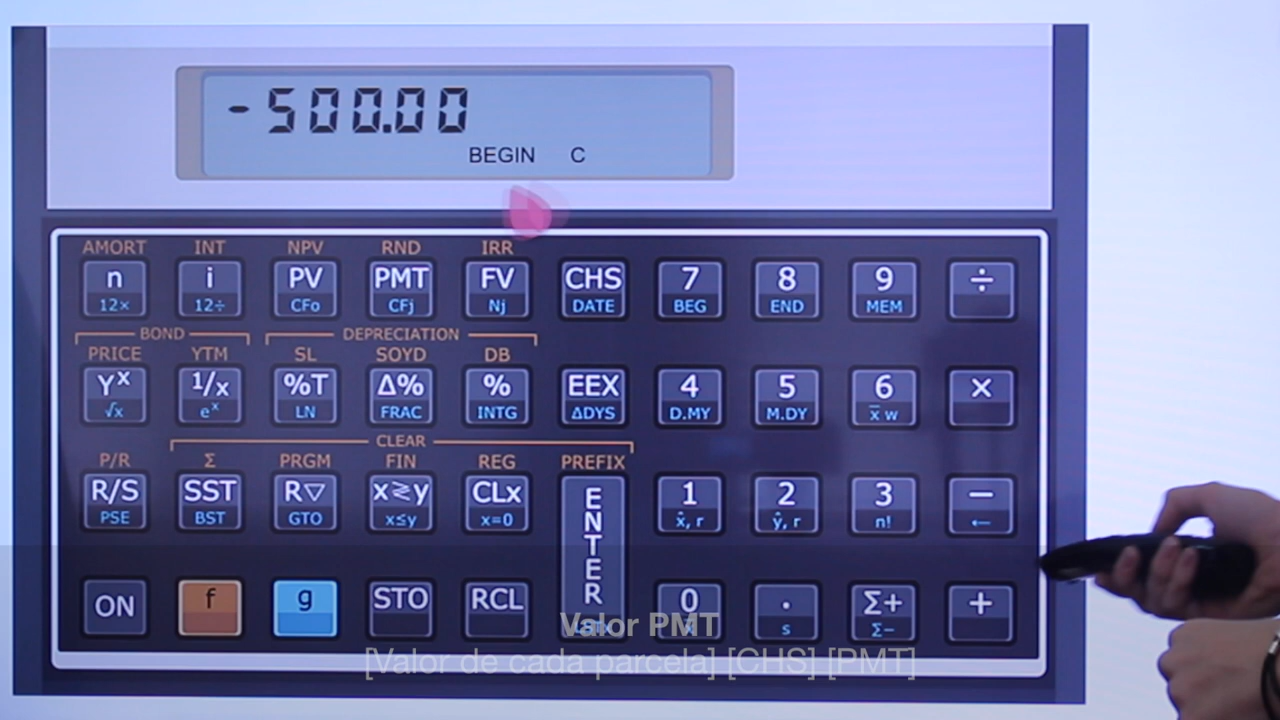 -500.00
BEGIN C
AMORT INT NPV RND IRR
n i PV PMT FV CHS 7 8 9 ÷
12× 12÷ CFo CFj Nj DATE BEG END MEM
BOND DEPRECIATION
PRICE YTM SL SOYD DB
Yˣ 1/x %T Δ% % EEX 4 5 6 ×
√x eˣ LN FRAC INTG ΔDYS D.MY M.DY x̄ w
CLEAR
P/R Σ PRGM FIN REG PREFIX
R/S SST R▽ x≷y CLx ENTER 1 2 3 −
PSE BST GTO x≤y x=0 x̂, r ŷ, r n! ←
ON f g STO RCL 0 . Σ+ +
s Σ−
Valor PMT
[Valor de cada parcela] [CHS] [PMT]